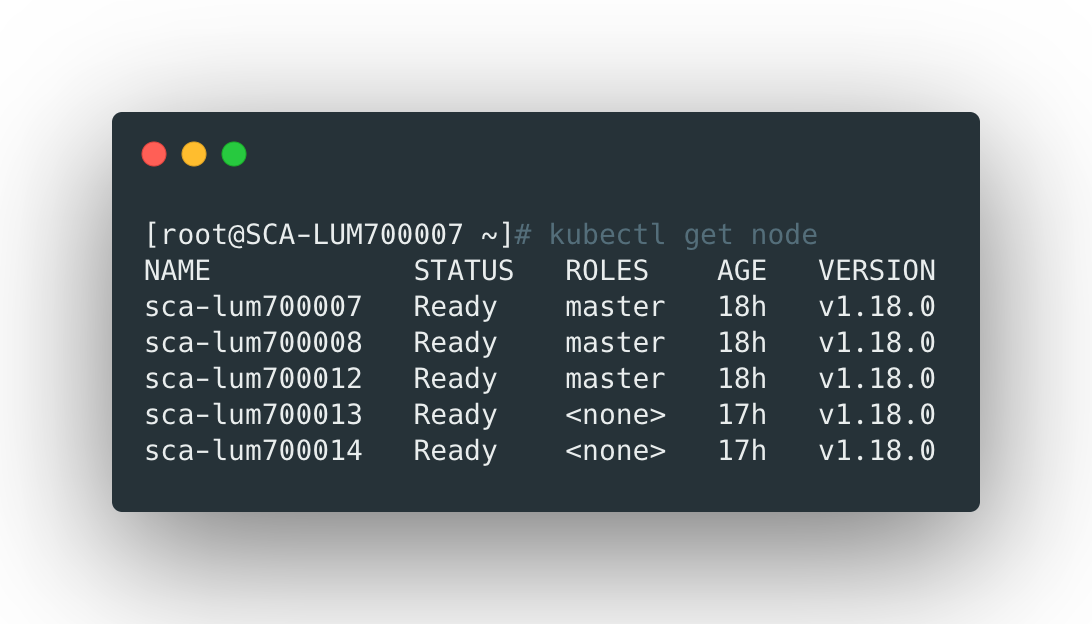 [root@SCA-LUM700007 ~]# kubectl get node
NAME            STATUS   ROLES    AGE   VERSION
sca-lum700007   Ready    master   18h   v1.18.0
sca-lum700008   Ready    master   18h   v1.18.0
sca-lum700012   Ready    master   18h   v1.18.0
sca-lum700013   Ready    <none>   17h   v1.18.0
sca-lum700014   Ready    <none>   17h   v1.18.0